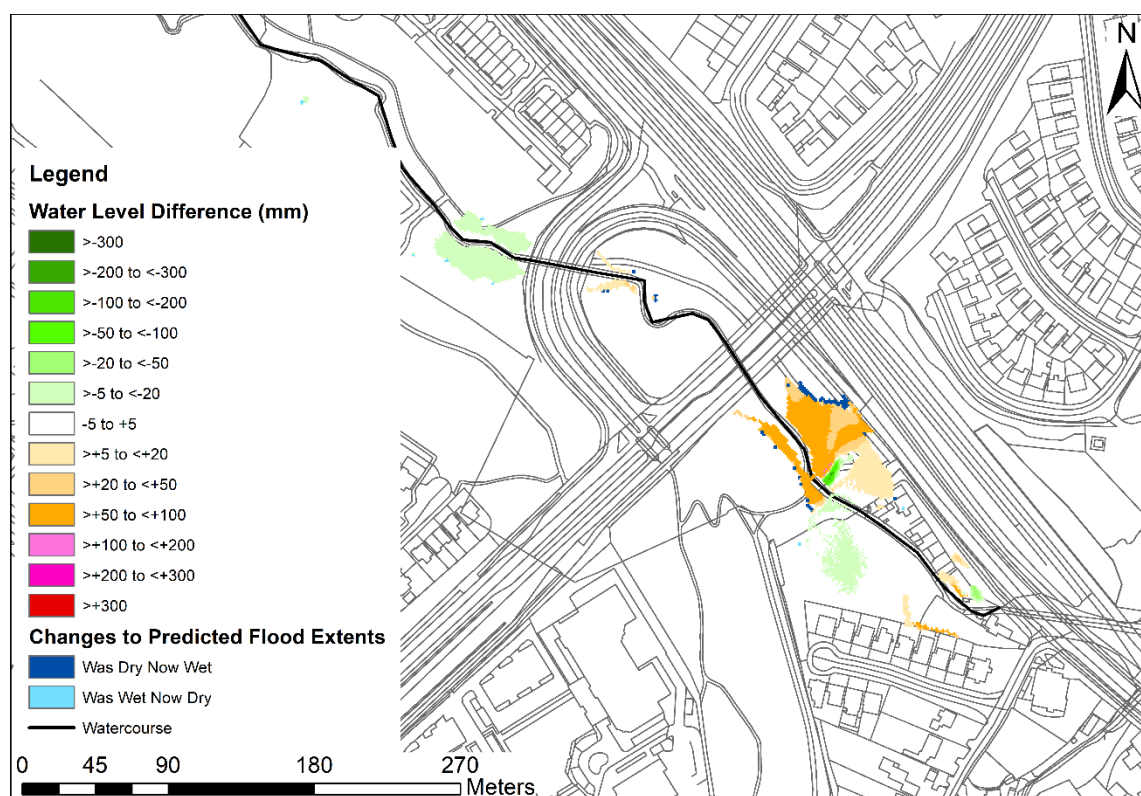 N
Legend
Water Level Difference (mm)
>-300
>-200 to <-300
>-100 to <-200
>-50 to <-100
>-20 to <-50
>-5 to <-20
-5 to +5
>+5 to <+20
>+20 to <+50
>+50 to <+100
>+100 to <+200
>+200 to <+300
>+300
Changes to Predicted Flood Extents
Was Dry Now Wet
Was Wet Now Dry
Watercourse
0 45 90 180 270
Meters